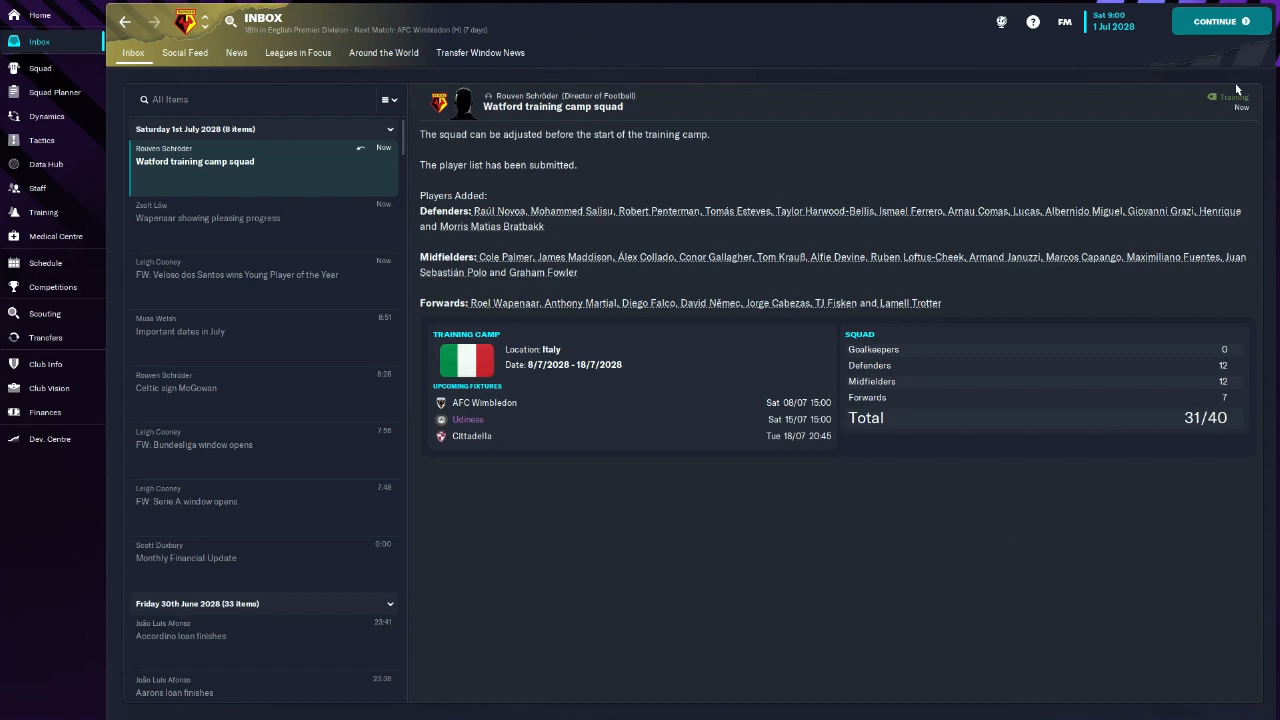 Home
Inbox
Squad
Squad Planner
Dynamics
Tactics
Data Hub
Staff
Training
Medical Centre
Schedule
Competitions
Scouting
Transfers
Club Info
Club Vision
Finances
Dev. Centre
INBOX
18th in English Premier Division - Next Match: AFC Wimbledon (H) (7 days)
FM
Sat 9:00
1 Jul 2028
CONTINUE
Inbox Social Feed News Leagues in Focus Around the World Transfer Window News
All Items
Saturday 1st July 2028 (8 items)
Rouven Schröder Now
Watford training camp squad
Zsolt Lőw Now
Wapenaar showing pleasing progress
Leigh Cooney Now
FW: Veloso dos Santos wins Young Player of the Year
Musa Welsh 8:51
Important dates in July
Rouven Schröder 8:28
Celtic sign McGowan
Leigh Cooney 7:56
FW: Bundesliga window opens
Leigh Cooney 7:48
FW: Serie A window opens
Scott Duxbury 0:00
Monthly Financial Update
Friday 30th June 2028 (33 items)
João Luís Afonso 23:41
Accordino loan finishes
João Luís Afonso 23:38
Aarons loan finishes
Rouven Schröder (Director of Football)
Watford training camp squad
Training
Now
The squad can be adjusted before the start of the training camp.
The player list has been submitted.
Players Added:
Defenders: Raúl Novoa, Mohammed Salisu, Robert Penterman, Tomás Esteves, Taylor Harwood-Bellis, Ismael Ferrero, Arnau Comas, Lucas, Albernido Miguel, Giovanni Grazi, Henrique
and Morris Matias Bratbakk
Midfielders: Cole Palmer, James Maddison, Álex Collado, Conor Gallagher, Tom Krauß, Alfie Devine, Ruben Loftus-Cheek, Armand Januzzi, Marcos Capango, Maximiliano Fuentes, Juan
Sebastián Polo and Graham Fowler
Forwards: Roel Wapenaar, Anthony Martial, Diego Falco, David Němec, Jorge Cabezas, TJ Fisken and Lamell Trotter
TRAINING CAMP
Location: Italy
Date: 8/7/2028 - 18/7/2028
UPCOMING FIXTURES
AFC Wimbledon Sat 08/07 15:00
Udinese Sat 15/07 15:00
Cittadella Tue 18/07 20:45
SQUAD
Goalkeepers 0
Defenders 12
Midfielders 12
Forwards 7
Total 31/40